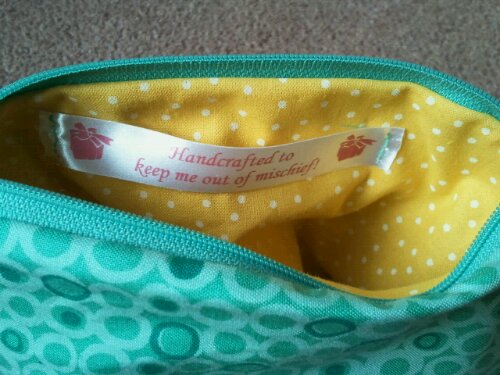 Handcrafted to
keep me out of mischief!